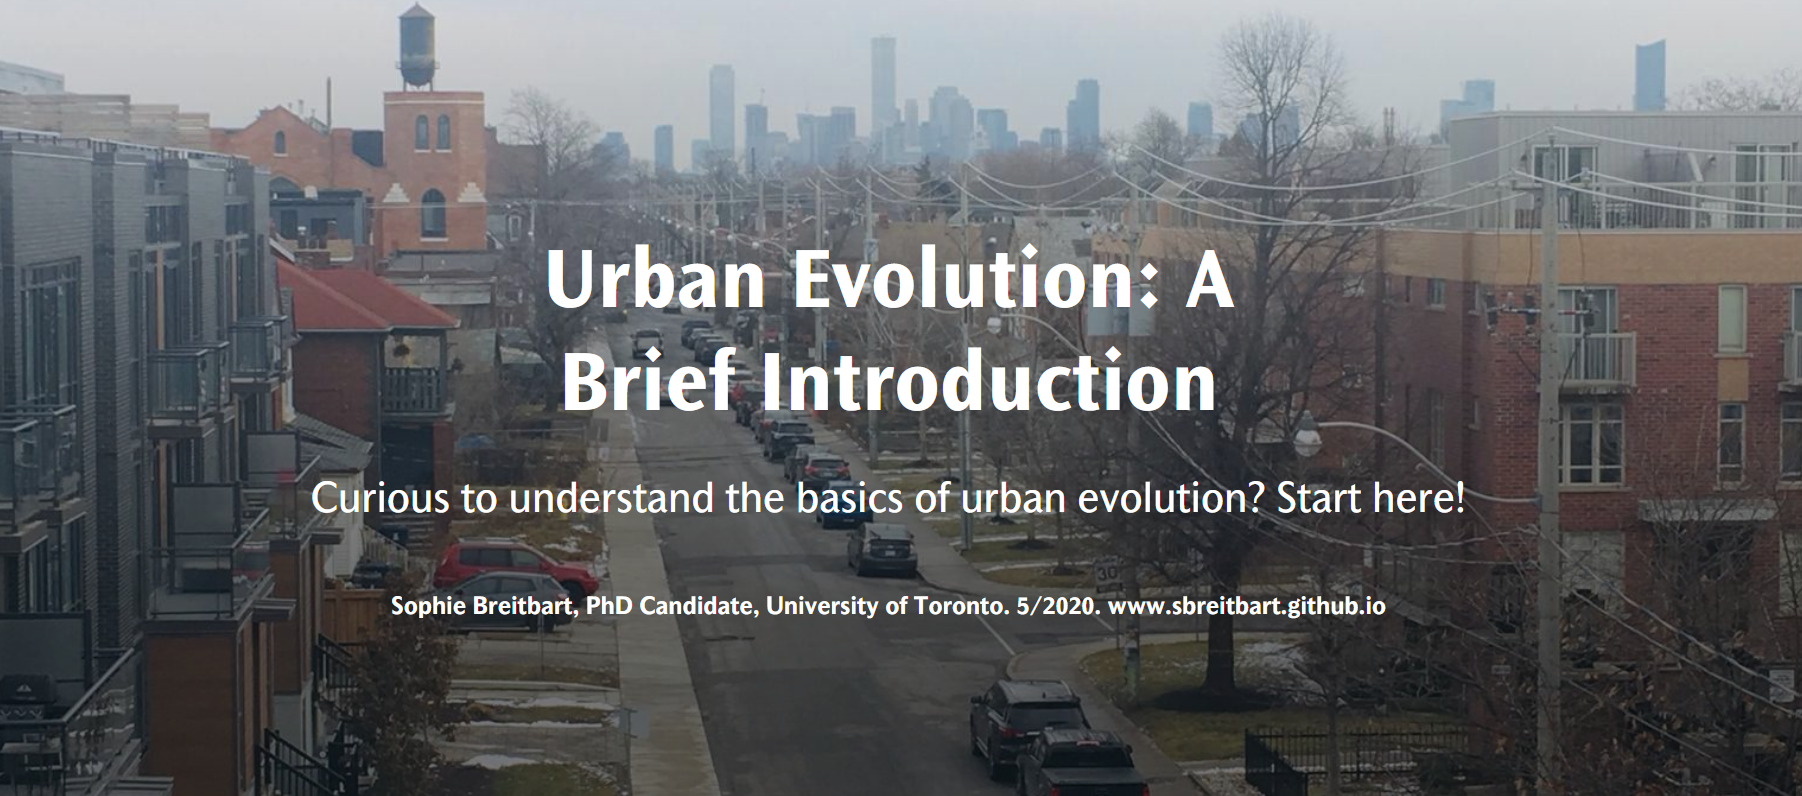 Urban Evolution: A
Brief Introduction
Curious to understand the basics of urban evolution? Start here!
Sophie Breitbart, PhD Candidate, University of Toronto. 5/2020. www.sbreitbart.github.io
30